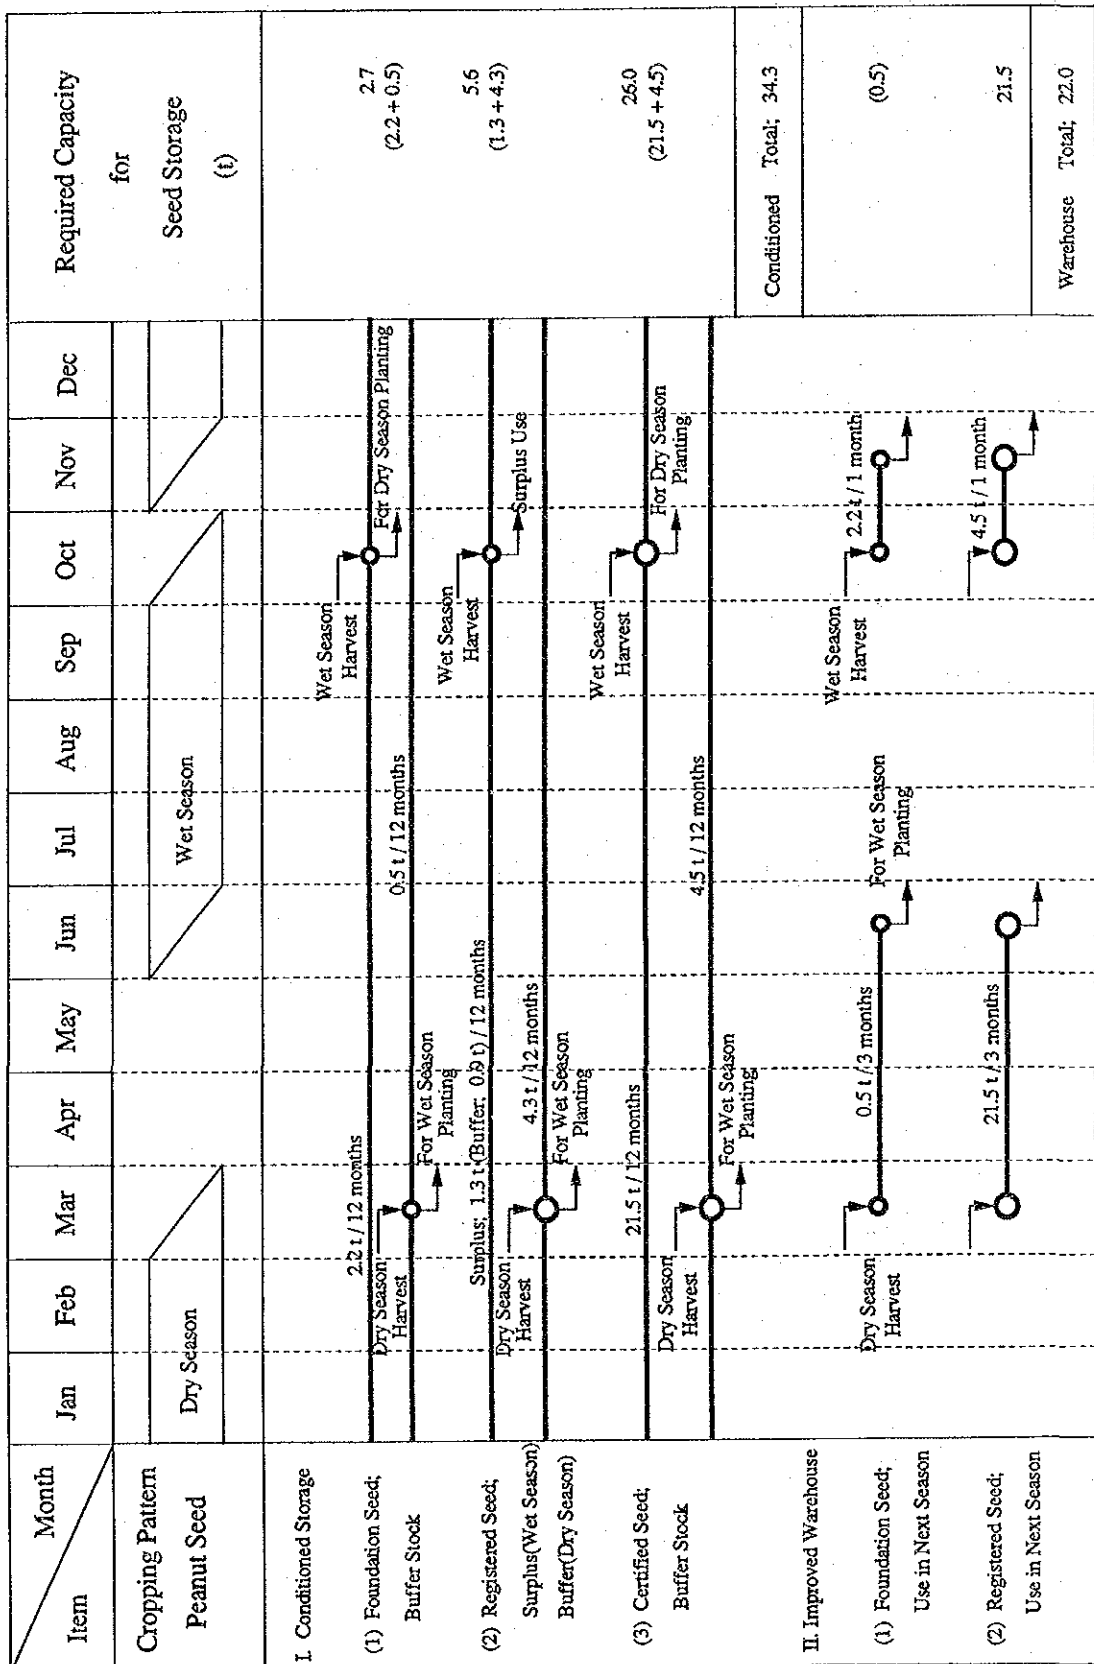 Item
Month
Jan
Feb
Mar
Apr
May
Jun
Jul
Aug
Sep
Oct
Nov
Dec
Required Capacity
for
Seed Storage
(t)
Cropping Pattern
Peanut Seed
Dry Season
Wet Season
I. Conditioned Storage
(1) Foundation Seed;
Buffer Stock
2.2 t / 12 months
Dry Season
Harvest
For Wet Season
Planting
0.5 t / 12 months
Wet Season
Harvest
For Dry Season Planting
2.7
(2.2 + 0.5)
(2) Registered Seed;
Surplus(Wet Season)
Buffer(Dry Season)
Surplus; 1.3 t (Buffer; 0.9 t) / 12 months
Dry Season
Harvest
4.3 t / 12 months
For Wet Season
Planting
Wet Season
Harvest
Surplus Use
5.6
(1.3 + 4.3)
(3) Certified Seed;
Buffer Stock
21.5 t / 12 months
Dry Season
Harvest
For Wet Season
Planting
4.5 t / 12 months
Wet Season
Harvest
For Dry Season
Planting
26.0
(21.5 + 4.5)
Conditioned Total; 34.3
II. Improved Warehouse
(1) Foundation Seed;
Use in Next Season
Dry Season
Harvest
0.5 t / 3 months
For Wet Season
Planting
Wet Season
Harvest
2.2 t / 1 month
(0.5)
(2) Registered Seed;
Use in Next Season
21.5 t / 3 months
4.5 t / 1 month
21.5
Warehouse Total; 22.0